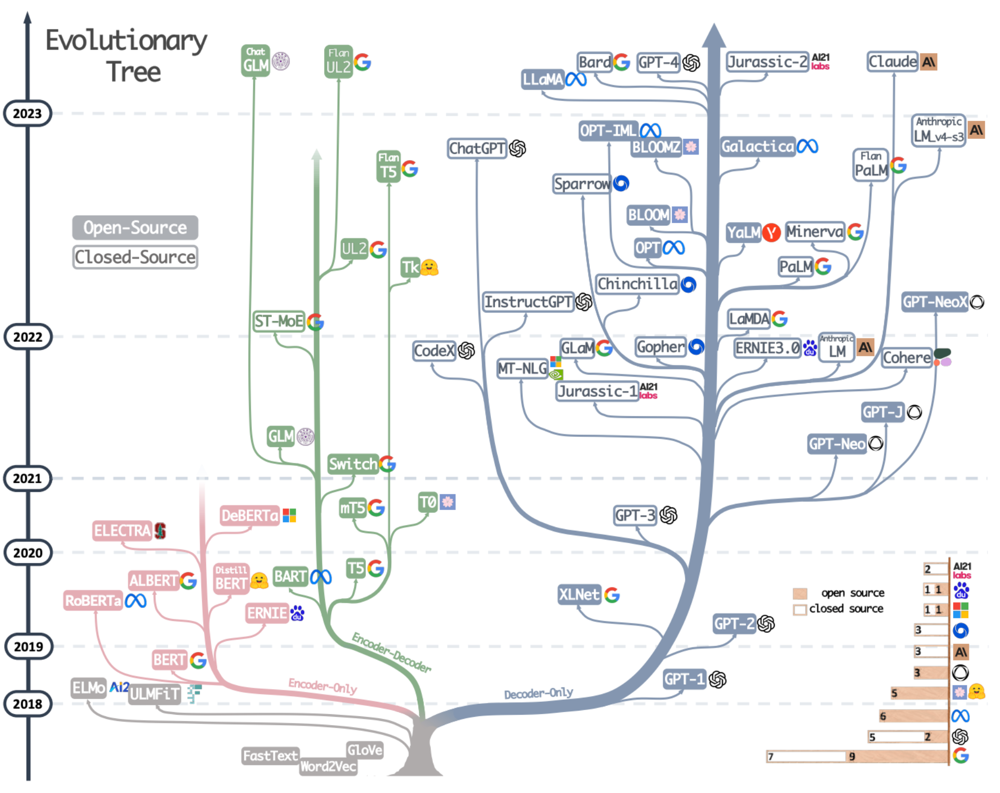 Evolutionary
Tree
Chat
GLM
Flan
UL2
Bard
GPT-4
Jurassic-2
AI21
labs
Claude
A\
LLaMA
2023
OPT-IML
Anthropic
LM_v4-s3
A\
ChatGPT
BLOOMZ
Galactica
Flan
T5
Flan
PaLM
Sparrow
BLOOM
Open-Source
YaLM
Y
Minerva
UL2
OPT
Closed-Source
Tk
PaLM
Chinchilla
InstructGPT
GPT-NeoX
ST-MoE
LaMDA
2022
CodeX
GLaM
Gopher
ERNIE3.0
du
Anthropic
LM
A\
Cohere
MT-NLG
Jurassic-1
AI21
labs
GPT-J
GLM
GPT-Neo
Switch
2021
mT5
T0
DeBERTa
GPT-3
ELECTRA
S
2020
Distill
BERT
BART
T5
ALBERT
RoBERTa
XLNet
ERNIE
du
GPT-2
2019
Encoder-Decoder
BERT
ELMo
Ai2
ULMFiT
Encoder-Only
Decoder-Only
GPT-1
2018
FastText
Word2Vec
GloVe
open source
closed source
2
AI21
labs
1 1
du
1 1
3
3
A\
3
5
6
5 2
7 9
G